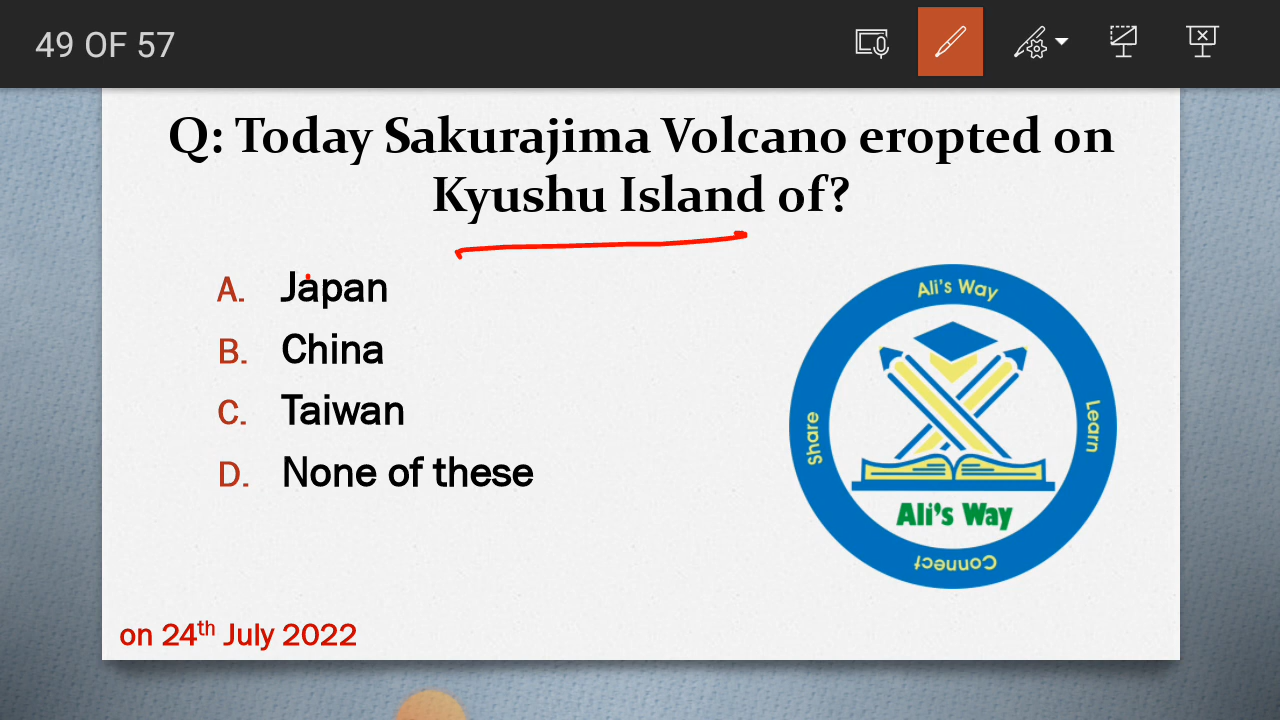 49 OF 57
Q: Today Sakurajima Volcano eropted on
Kyushu Island of?
A. Japan
B. China
C. Taiwan
D. None of these
Ali's Way
Share
Learn
Ali's Way
Connect
on 24th July 2022